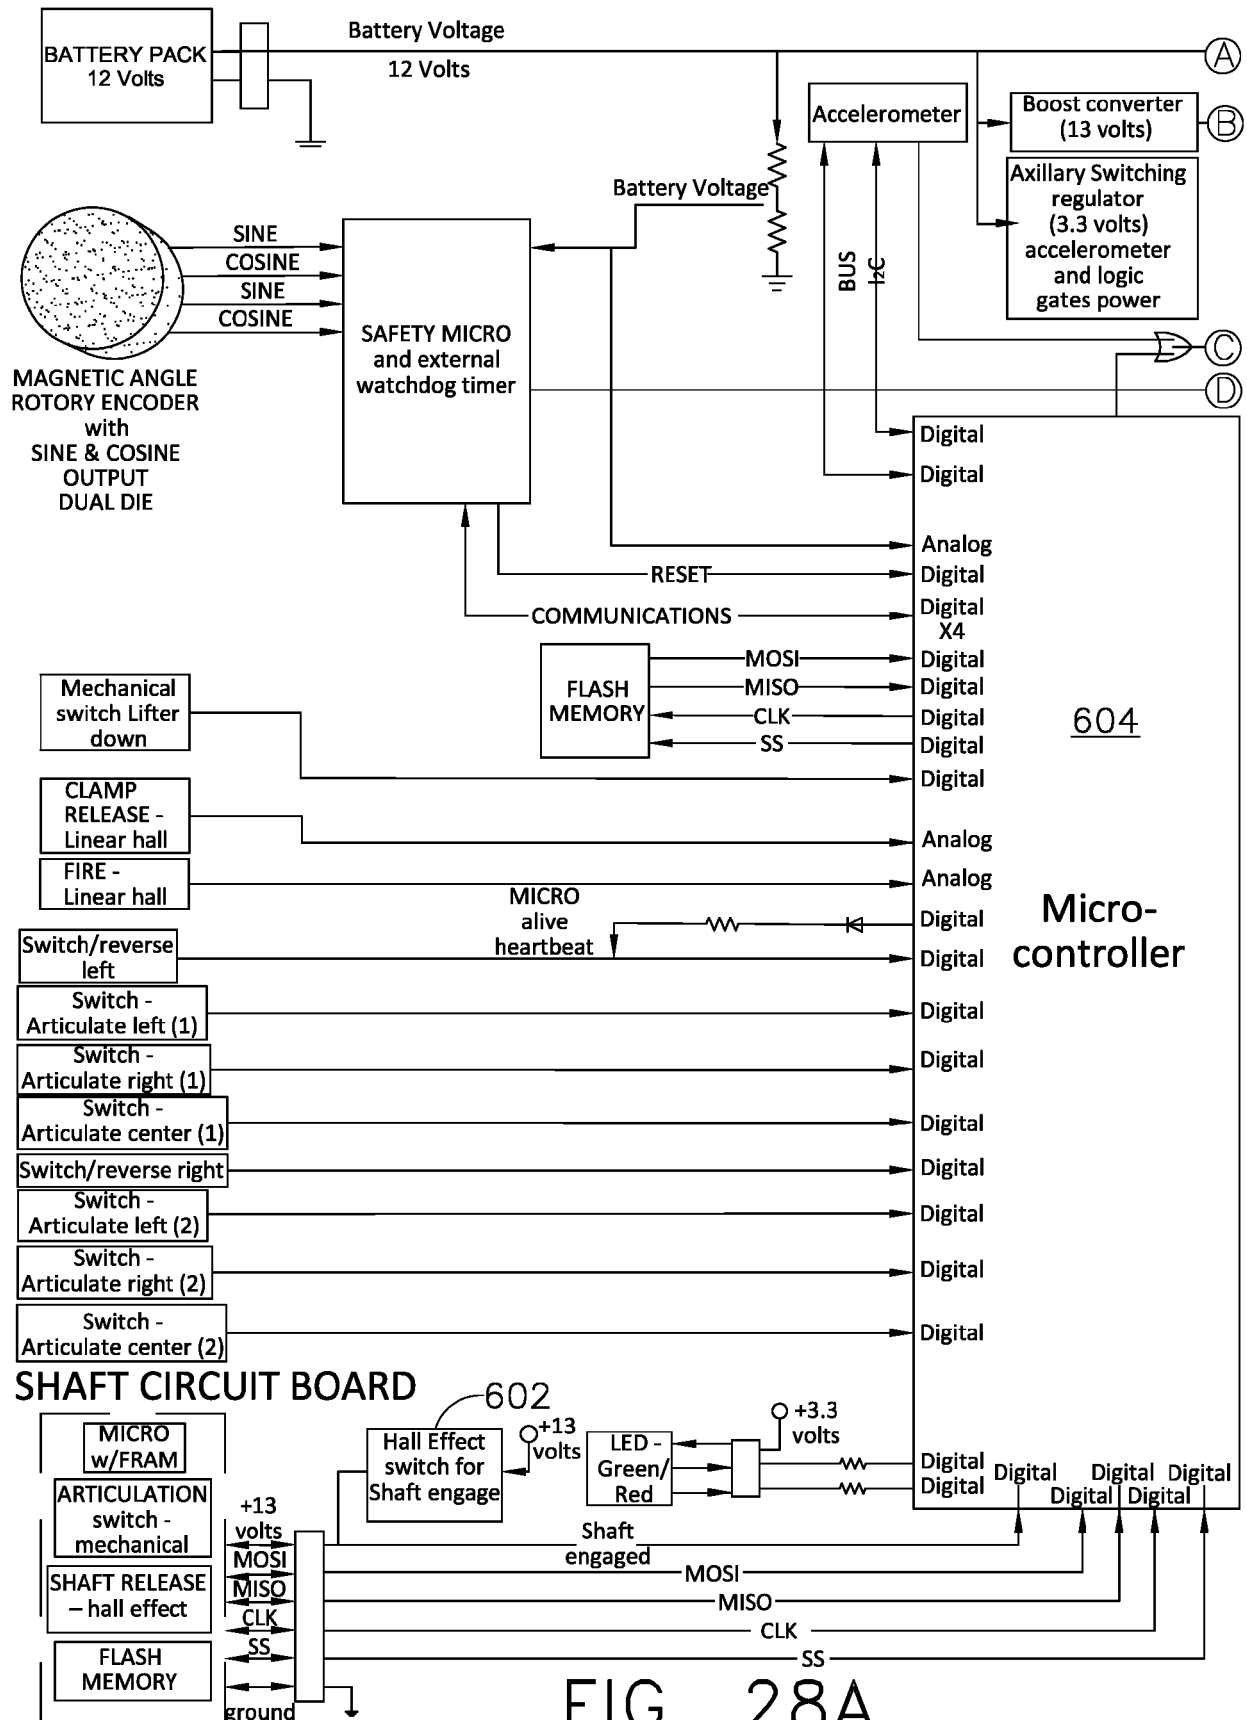 BATTERY PACK
12 Volts
Battery Voltage
12 Volts
A
Accelerometer
Boost converter
(13 volts)
B
Axillary Switching
regulator
(3.3 volts)
accelerometer
and logic
gates power
Battery Voltage
BUS
I2C
SINE
COSINE
SINE
COSINE
SAFETY MICRO
and external
watchdog timer
C
D
MAGNETIC ANGLE
ROTORY ENCODER
with
SINE & COSINE
OUTPUT
DUAL DIE
Digital
Digital
Analog
RESET
Digital
COMMUNICATIONS
Digital
X4
FLASH
MEMORY
MOSI
Digital
MISO
Digital
CLK
Digital
SS
Digital
604
Micro-
controller
Mechanical
switch Lifter
down
Digital
CLAMP
RELEASE -
Linear hall
Analog
FIRE -
Linear hall
Analog
MICRO
alive
heartbeat
Digital
Switch/reverse
left
Digital
Switch -
Articulate left (1)
Digital
Switch -
Articulate right (1)
Digital
Switch -
Articulate center (1)
Digital
Switch/reverse right
Digital
Switch -
Articulate left (2)
Digital
Switch -
Articulate right (2)
Digital
Switch -
Articulate center (2)
Digital
SHAFT CIRCUIT BOARD
602
MICRO
w/FRAM
ARTICULATION
switch -
mechanical
SHAFT RELEASE
– hall effect
FLASH
MEMORY
+13
volts
MOSI
MISO
CLK
SS
ground
Hall Effect
switch for
Shaft engage
+13
volts
LED -
Green/
Red
+3.3
volts
Digital
Digital
Digital
Digital
Digital
Digital
Digital
Shaft
engaged
MOSI
MISO
CLK
SS
FIG. 28A